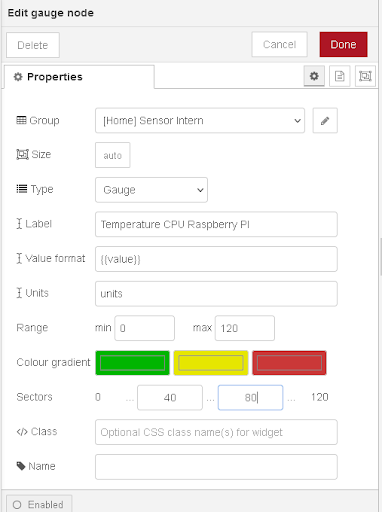 Edit gauge node
Delete Cancel Done
Properties
Group [Home] Sensor Intern
Size auto
Type Gauge
Label Temperature CPU Raspberry PI
Value format {{value}}
Units units
Range min 0 max 120
Colour gradient
Sectors 0 ... 40 ... 80 ... 120
</> Class Optional CSS class name(s) for widget
Name
Enabled